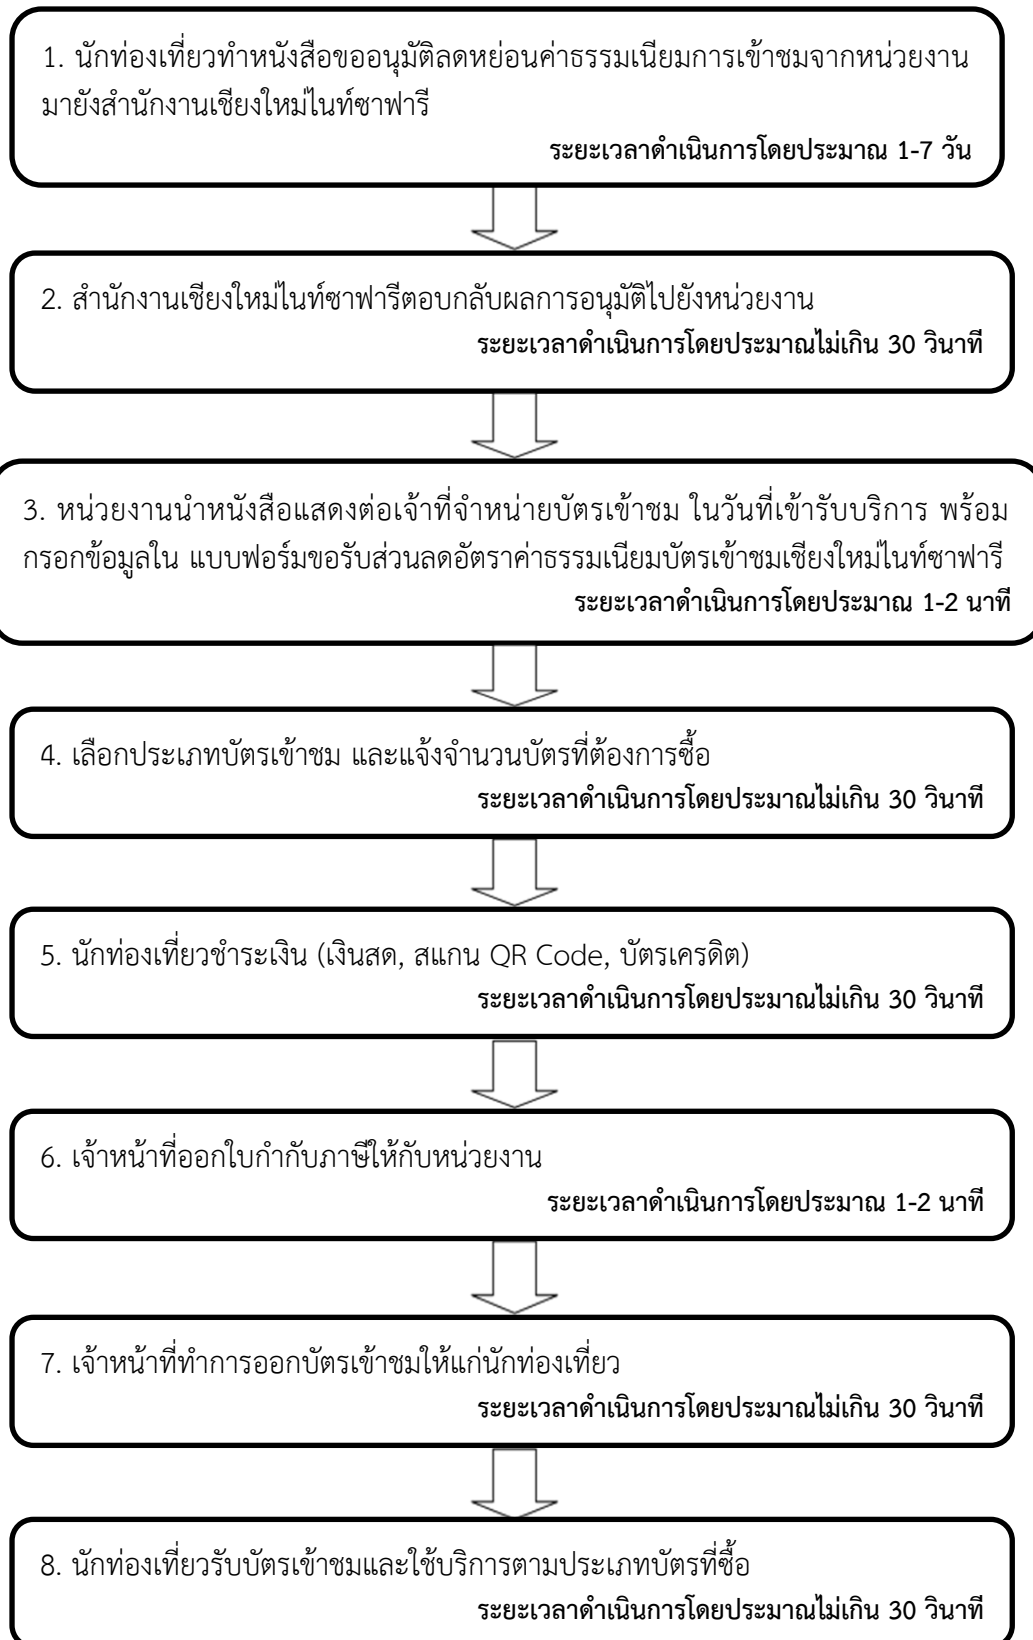 1. นักท่องเที่ยวทำหนังสือขออนุมัติลดหย่อนค่าธรรมเนียมการเข้าชมจากหน่วยงาน
มายังสำนักงานเชียงใหม่ไนท์ซาฟารี
ระยะเวลาดำเนินการโดยประมาณ 1-7 วัน
2. สำนักงานเชียงใหม่ไนท์ซาฟารีตอบกลับผลการอนุมัติไปยังหน่วยงาน
ระยะเวลาดำเนินการโดยประมาณไม่เกิน 30 วินาที
3. หน่วยงานนำหนังสือแสดงต่อเจ้าที่จำหน่ายบัตรเข้าชม ในวันที่เข้ารับบริการ พร้อม
กรอกข้อมูลใน แบบฟอร์มขอรับส่วนลดอัตราค่าธรรมเนียมบัตรเข้าชมเชียงใหม่ไนท์ซาฟารี
ระยะเวลาดำเนินการโดยประมาณ 1-2 นาที
4. เลือกประเภทบัตรเข้าชม และแจ้งจำนวนบัตรที่ต้องการซื้อ
ระยะเวลาดำเนินการโดยประมาณไม่เกิน 30 วินาที
5. นักท่องเที่ยวชำระเงิน (เงินสด, สแกน QR Code, บัตรเครดิต)
ระยะเวลาดำเนินการโดยประมาณไม่เกิน 30 วินาที
6. เจ้าหน้าที่ออกใบกำกับภาษีให้กับหน่วยงาน
ระยะเวลาดำเนินการโดยประมาณ 1-2 นาที
7. เจ้าหน้าที่ทำการออกบัตรเข้าชมให้แก่นักท่องเที่ยว
ระยะเวลาดำเนินการโดยประมาณไม่เกิน 30 วินาที
8. นักท่องเที่ยวรับบัตรเข้าชมและใช้บริการตามประเภทบัตรที่ซื้อ
ระยะเวลาดำเนินการโดยประมาณไม่เกิน 30 วินาที